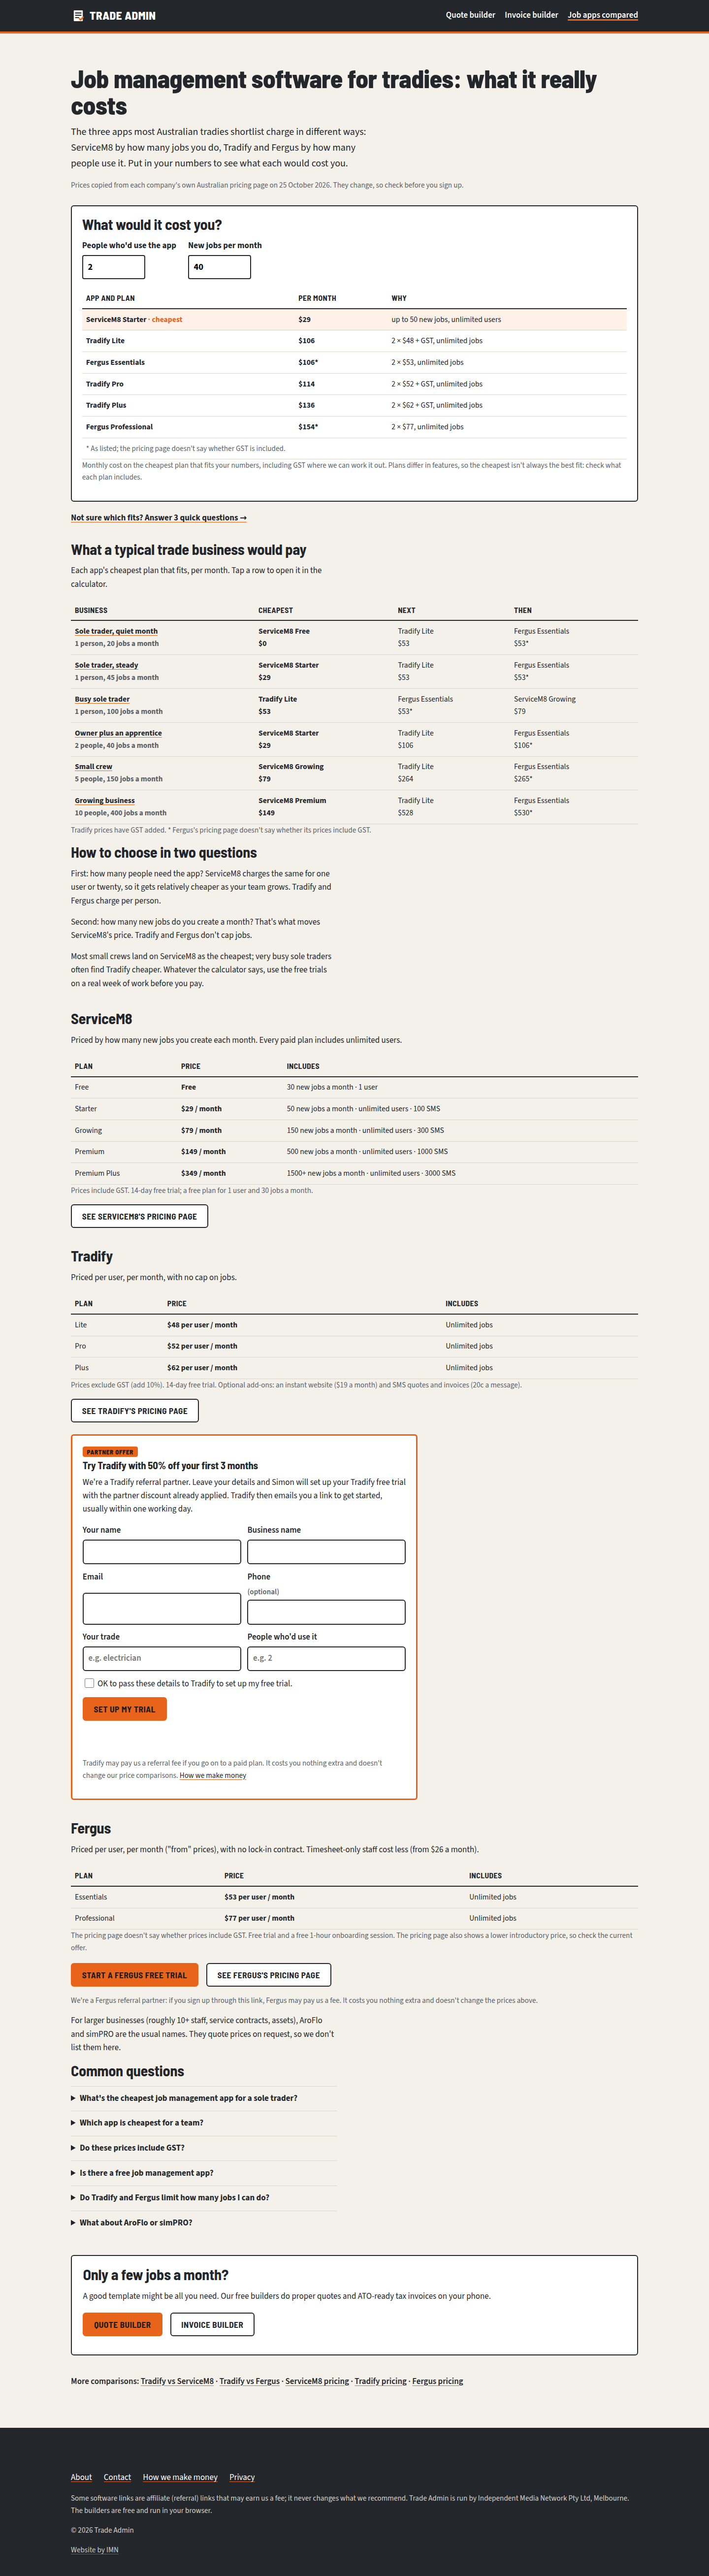 TRADE ADMIN
Quote builder Invoice builder Job apps compared
Job management software for tradies: what it really
costs
The three apps most Australian tradies shortlist charge in different ways:
ServiceM8 by how many jobs you do, Tradify and Fergus by how many
people use it. Put in your numbers to see what each would cost you.
Prices copied from each company's own Australian pricing page on 25 October 2026. They change, so check before you sign up.
What would it cost you?
People who'd use the app New jobs per month
2 40
APP AND PLAN PER MONTH WHY
ServiceM8 Starter · cheapest $29 up to 50 new jobs, unlimited users
Tradify Lite $106 2 × $48 + GST, unlimited jobs
Fergus Essentials $106* 2 × $53, unlimited jobs
Tradify Pro $114 2 × $52 + GST, unlimited jobs
Tradify Plus $136 2 × $62 + GST, unlimited jobs
Fergus Professional $154* 2 × $77, unlimited jobs
* As listed; the pricing page doesn't say whether GST is included.
Monthly cost on the cheapest plan that fits your numbers, including GST where we can work it out. Plans differ in features, so the cheapest isn't always the best fit: check what
each plan includes.
Not sure which fits? Answer 3 quick questions →
What a typical trade business would pay
Each app's cheapest plan that fits, per month. Tap a row to open it in the
calculator.
BUSINESS CHEAPEST NEXT THEN
Sole trader, quiet month ServiceM8 Free Tradify Lite Fergus Essentials
1 person, 20 jobs a month $0 $53 $53*
Sole trader, steady ServiceM8 Starter Tradify Lite Fergus Essentials
1 person, 45 jobs a month $29 $53 $53*
Busy sole trader Tradify Lite Fergus Essentials ServiceM8 Growing
1 person, 100 jobs a month $53 $53* $79
Owner plus an apprentice ServiceM8 Starter Tradify Lite Fergus Essentials
2 people, 40 jobs a month $29 $106 $106*
Small crew ServiceM8 Growing Tradify Lite Fergus Essentials
5 people, 150 jobs a month $79 $264 $265*
Growing business ServiceM8 Premium Tradify Lite Fergus Essentials
10 people, 400 jobs a month $149 $528 $530*
Tradify prices have GST added. * Fergus's pricing page doesn't say whether its prices include GST.
How to choose in two questions
First: how many people need the app? ServiceM8 charges the same for one
user or twenty, so it gets relatively cheaper as your team grows. Tradify and
Fergus charge per person.
Second: how many new jobs do you create a month? That's what moves
ServiceM8's price. Tradify and Fergus don't cap jobs.
Most small crews land on ServiceM8 as the cheapest; very busy sole traders
often find Tradify cheaper. Whatever the calculator says, use the free trials
on a real week of work before you pay.
ServiceM8
Priced by how many new jobs you create each month. Every paid plan includes unlimited users.
PLAN PRICE INCLUDES
Free Free 30 new jobs a month · 1 user
Starter $29 / month 50 new jobs a month · unlimited users · 100 SMS
Growing $79 / month 150 new jobs a month · unlimited users · 300 SMS
Premium $149 / month 500 new jobs a month · unlimited users · 1000 SMS
Premium Plus $349 / month 1500+ new jobs a month · unlimited users · 3000 SMS
Prices include GST. 14-day free trial; a free plan for 1 user and 30 jobs a month.
SEE SERVICEM8'S PRICING PAGE
Tradify
Priced per user, per month, with no cap on jobs.
PLAN PRICE INCLUDES
Lite $48 per user / month Unlimited jobs
Pro $52 per user / month Unlimited jobs
Plus $62 per user / month Unlimited jobs
Prices exclude GST (add 10%). 14-day free trial. Optional add-ons: an instant website ($19 a month) and SMS quotes and invoices (20c a message).
SEE TRADIFY'S PRICING PAGE
PARTNER OFFER
Try Tradify with 50% off your first 3 months
We're a Tradify referral partner. Leave your details and Simon will set up your Tradify free trial
with the partner discount already applied. Tradify then emails you a link to get started,
usually within one working day.
Your name Business name
Email Phone
(optional)
Your trade People who'd use it
e.g. electrician e.g. 2
OK to pass these details to Tradify to set up my free trial.
SET UP MY TRIAL
Tradify may pay us a referral fee if you go on to a paid plan. It costs you nothing extra and doesn't
change our price comparisons. How we make money
Fergus
Priced per user, per month ("from" prices), with no lock-in contract. Timesheet-only staff cost less (from $26 a month).
PLAN PRICE INCLUDES
Essentials $53 per user / month Unlimited jobs
Professional $77 per user / month Unlimited jobs
The pricing page doesn't say whether prices include GST. Free trial and a free 1-hour onboarding session. The pricing page also shows a lower introductory price, so check the current
offer.
START A FERGUS FREE TRIAL SEE FERGUS'S PRICING PAGE
We're a Fergus referral partner: if you sign up through this link, Fergus may pay us a fee. It costs you nothing extra and doesn't change the prices above.
For larger businesses (roughly 10+ staff, service contracts, assets), AroFlo
and simPRO are the usual names. They quote prices on request, so we don't
list them here.
Common questions
What's the cheapest job management app for a sole trader?
Which app is cheapest for a team?
Do these prices include GST?
Is there a free job management app?
Do Tradify and Fergus limit how many jobs I can do?
What about AroFlo or simPRO?
Only a few jobs a month?
A good template might be all you need. Our free builders do proper quotes and ATO-ready tax invoices on your phone.
QUOTE BUILDER INVOICE BUILDER
More comparisons: Tradify vs ServiceM8 · Tradify vs Fergus · ServiceM8 pricing · Tradify pricing · Fergus pricing
About Contact How we make money Privacy
Some software links are affiliate (referral) links that may earn us a fee; it never changes what we recommend. Trade Admin is run by Independent Media Network Pty Ltd, Melbourne.
The builders are free and run in your browser.
© 2026 Trade Admin
Website by IMN